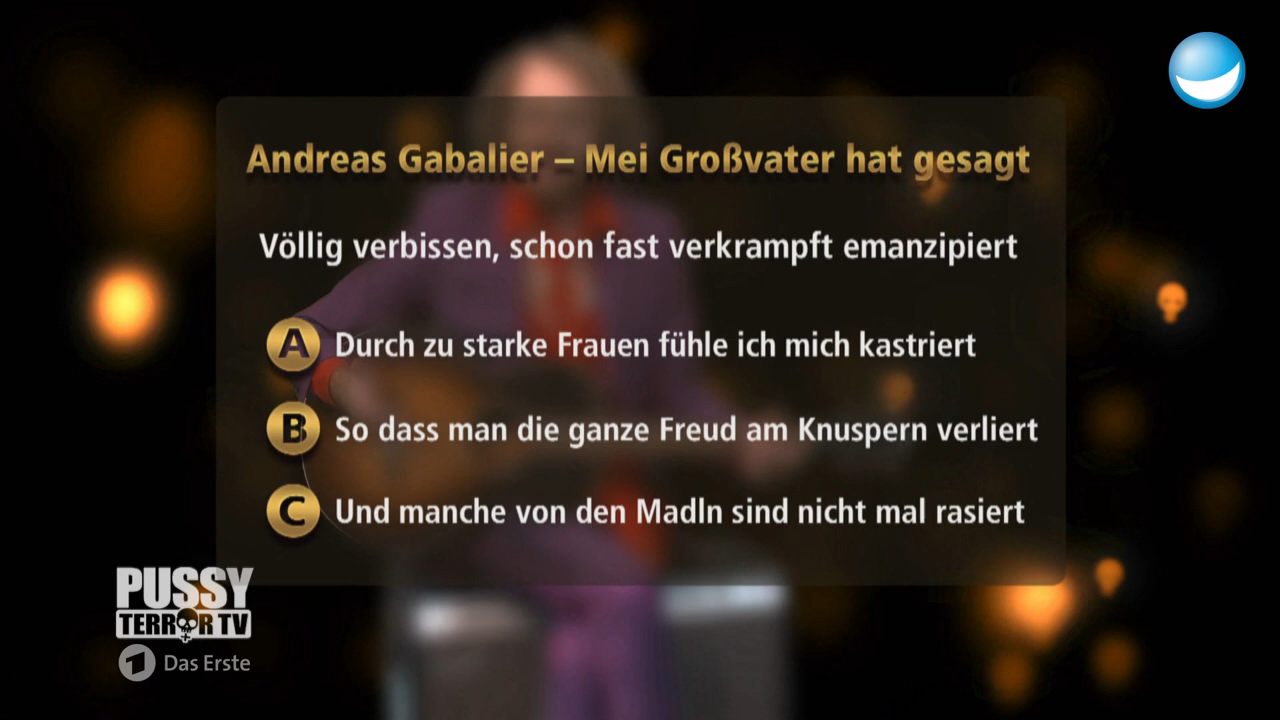 Andreas Gabalier – Mei Großvater hat gesagt
Völlig verbissen, schon fast verkrampft emanzipiert
A Durch zu starke Frauen fühle ich mich kastriert
B So dass man die ganze Freud am Knuspern verliert
C Und manche von den Madln sind nicht mal rasiert
PUSSY
TERROR TV
1 Das Erste